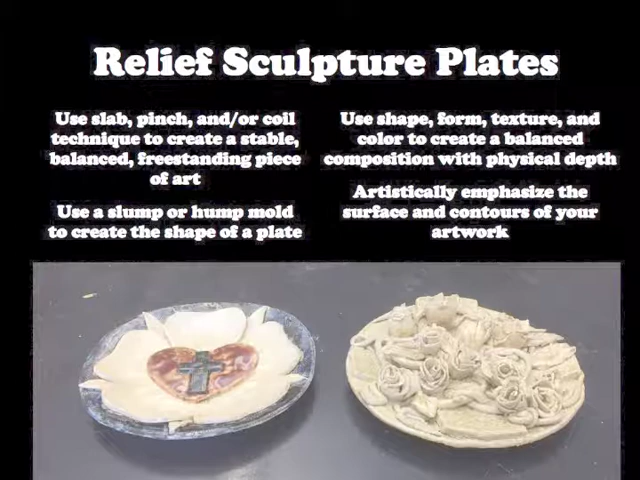 Relief Sculpture Plates
Use slab, pinch, and/or coil
technique to create a stable,
balanced, freestanding piece
of art
Use a slump or hump mold
to create the shape of a plate
Use shape, form, texture, and
color to create a balanced
composition with physical depth
Artistically emphasize the
surface and contours of your
artwork